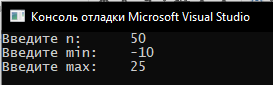 Консоль отладки Microsoft Visual Studio
Введите n: 50
Введите min: -10
Введите max: 25